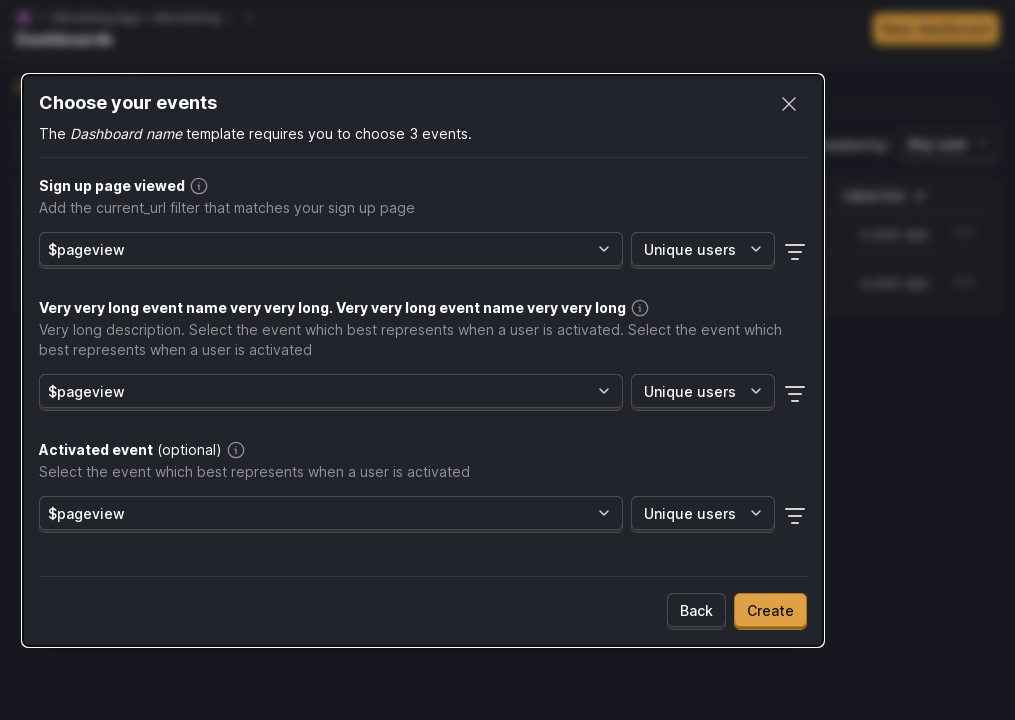 Dashboards
Choose your events
The Dashboard name template requires you to choose 3 events.
Sign up page viewed
Add the current_url filter that matches your sign up page
$pageview
Unique users
Very very long event name very very long. Very very long event name very very long
Very long description. Select the event which best represents when a user is activated. Select the event which
best represents when a user is activated
$pageview
Unique users
Activated event (optional)
Select the event which best represents when a user is activated
$pageview
Unique users
Back
Create